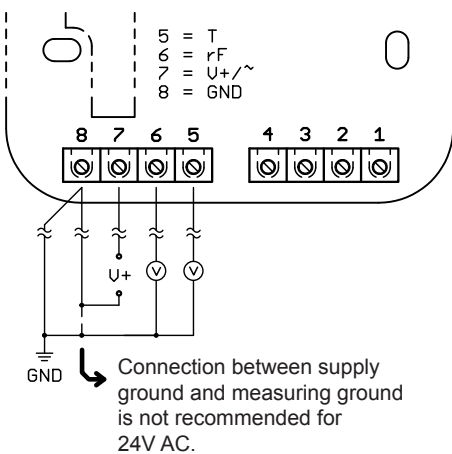 5 = T
6 = rF
7 = V+/~
8 = GND
8 7 6 5 4 3 2 1
V+ V V
GND
Connection between supply
ground and measuring ground
is not recommended for
24V AC.